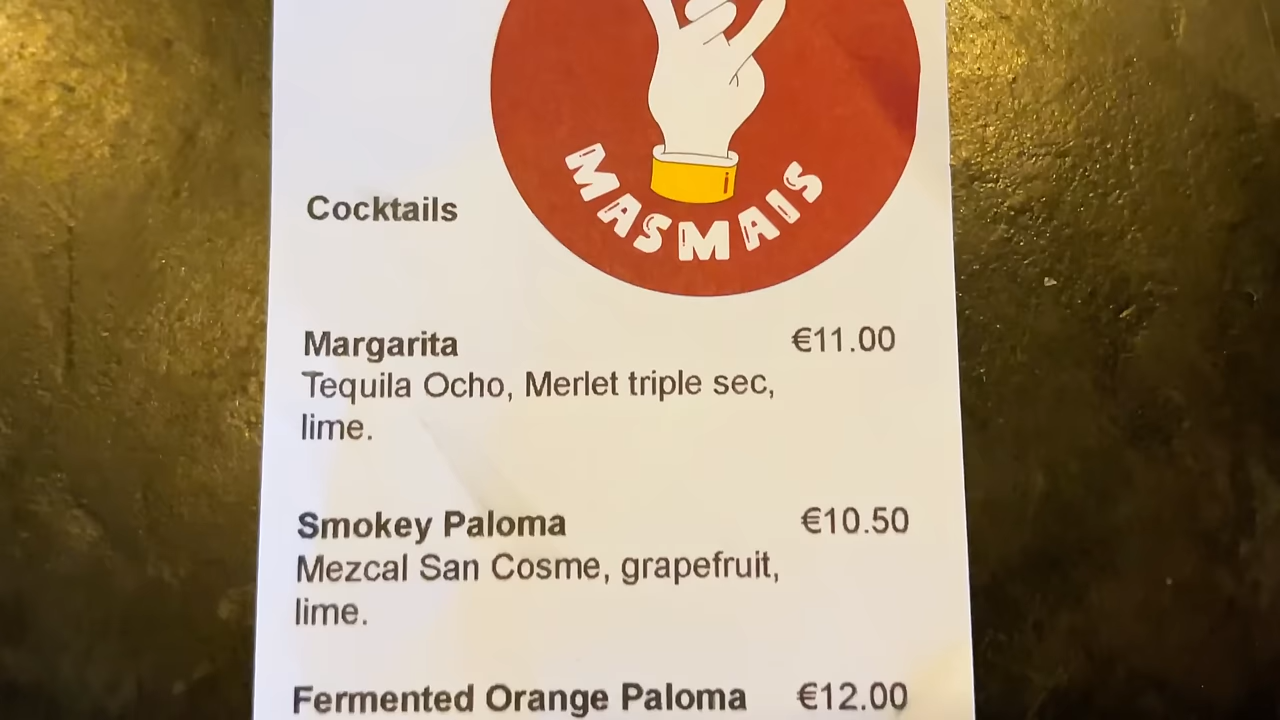 MASMAIS
Cocktails
Margarita €11.00
Tequila Ocho, Merlet triple sec,
lime.
Smokey Paloma €10.50
Mezcal San Cosme, grapefruit,
lime.
Fermented Orange Paloma €12.00